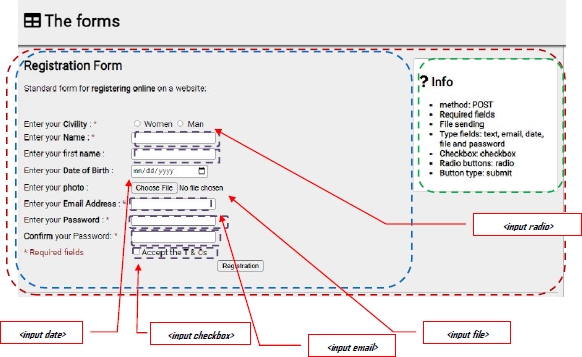 The forms
Registration Form
Standard form for registering online on a website:
Enter your Civility : * Women Man
Enter your Name : *
Enter your first name :
Enter your Date of Birth : mm/dd/yyyy
Enter your photo : Choose File No file chosen
Enter your Email Address : *
Enter your Password : *
Confirm your Password: *
* Required fields Accept the T & Cs
Registration
? Info
method: POST
Required fields
File sending
Type fields: text, email, date,
file and password
Checkbox: checkbox
Radio buttons: radio
Button type: submit
<input radio>
<input date>
<input checkbox>
<input email>
<input file>